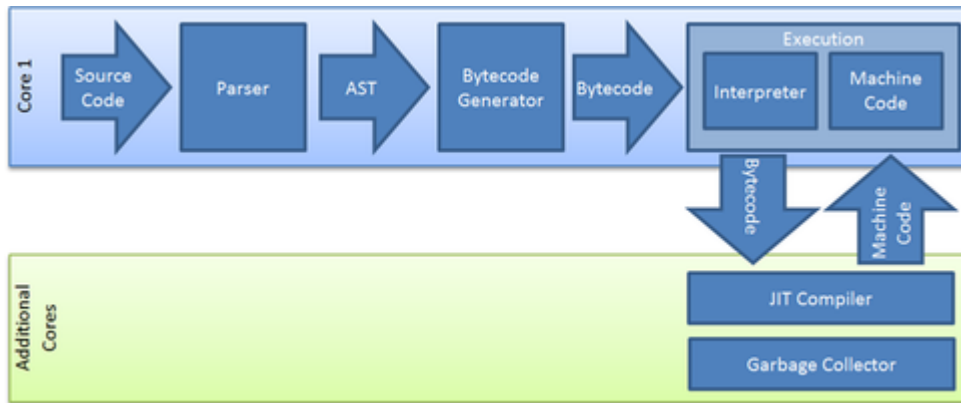 Core 1
Source
Code
Parser
AST
Bytecode
Generator
Bytecode
Execution
Interpreter
Machine
Code
Bytecode
Machine
Code
Additional
Cores
JIT Compiler
Garbage Collector